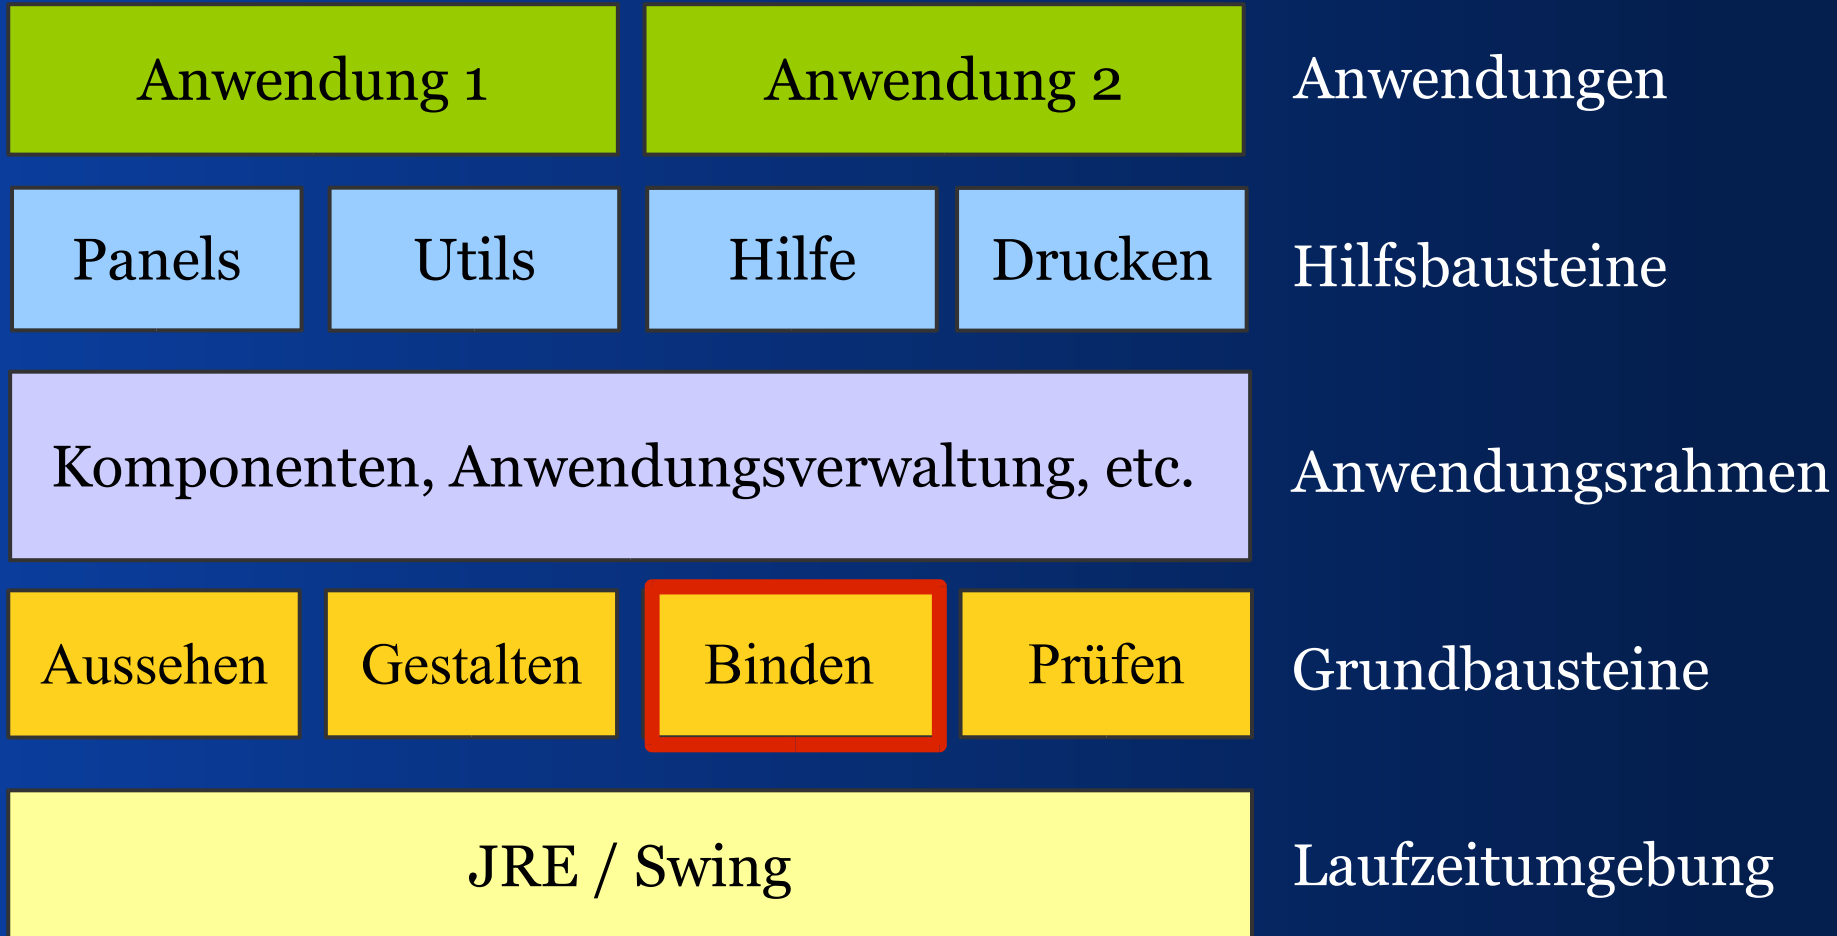 Anwendung 1
Anwendung 2
Anwendungen
Panels
Utils
Hilfe
Drucken
Hilfsbausteine
Komponenten, Anwendungsverwaltung, etc.
Anwendungsrahmen
Aussehen
Gestalten
Binden
Prüfen
Grundbausteine
JRE / Swing
Laufzeitumgebung